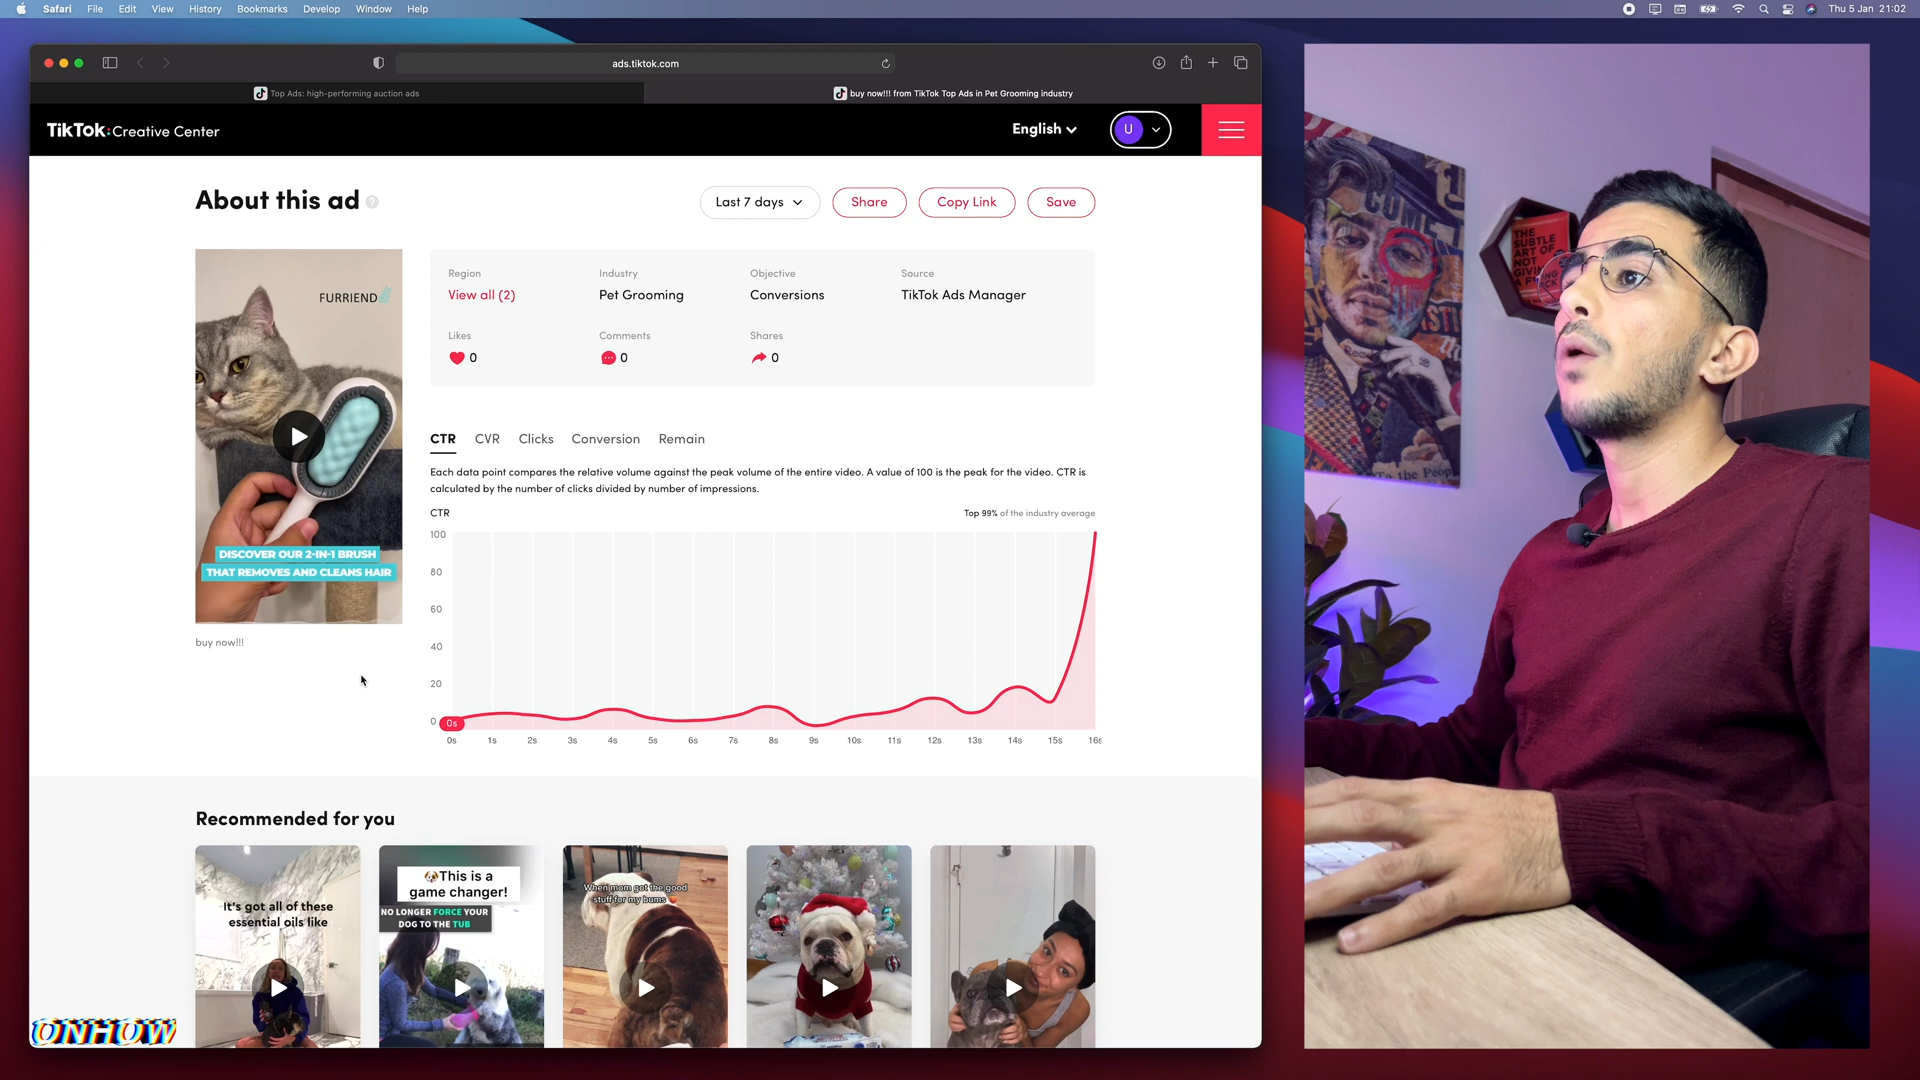 Safari File Edit View History Bookmarks Develop Window Help
Thu 5 Jan 21:02
ads.tiktok.com
Top Ads: high-performing auction ads
buy now!!! from TikTok Top Ads in Pet Grooming industry
TikTok: Creative Center
English
U
About this ad
?
Last 7 days
Share
Copy Link
Save
FURRIEND
DISCOVER OUR 2-IN-1 BRUSH
THAT REMOVES AND CLEANS HAIR
buy now!!!
Region
View all (2)
Industry
Pet Grooming
Objective
Conversions
Source
TikTok Ads Manager
Likes
0
Comments
0
Shares
0
CTR CVR Clicks Conversion Remain
Each data point compares the relative volume against the peak volume of the entire video. A value of 100 is the peak for the video. CTR is
calculated by the number of clicks divided by number of impressions.
CTR
Top 99% of the industry average
100
80
60
40
20
0
0s
0s 1s 2s 3s 4s 5s 6s 7s 8s 9s 10s 11s 12s 13s 14s 15s 16s
Recommended for you
It's got all of these
essential oils like
This is a
game changer!
NO LONGER FORCE YOUR
DOG TO THE TUB
When mom got the good
stuff for my bums
ONHOW
THE
SUBTLE
ART OF
NOT
to the People